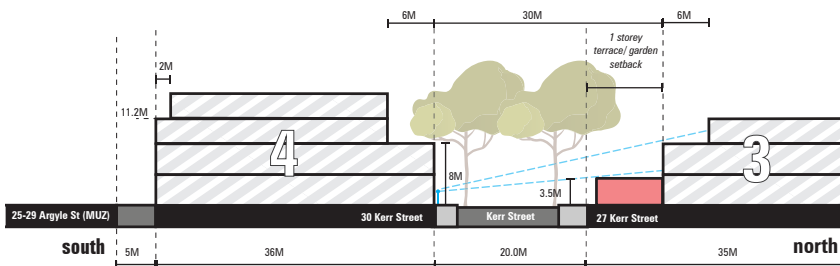 6M
30M
6M
1 storey
terrace/ garden
setback
2M
11.2M
4
3
8M
3.5M
25-29 Argyle St (MUZ)
30 Kerr Street
Kerr Street
27 Kerr Street
south
north
5M
36M
20.0M
35M